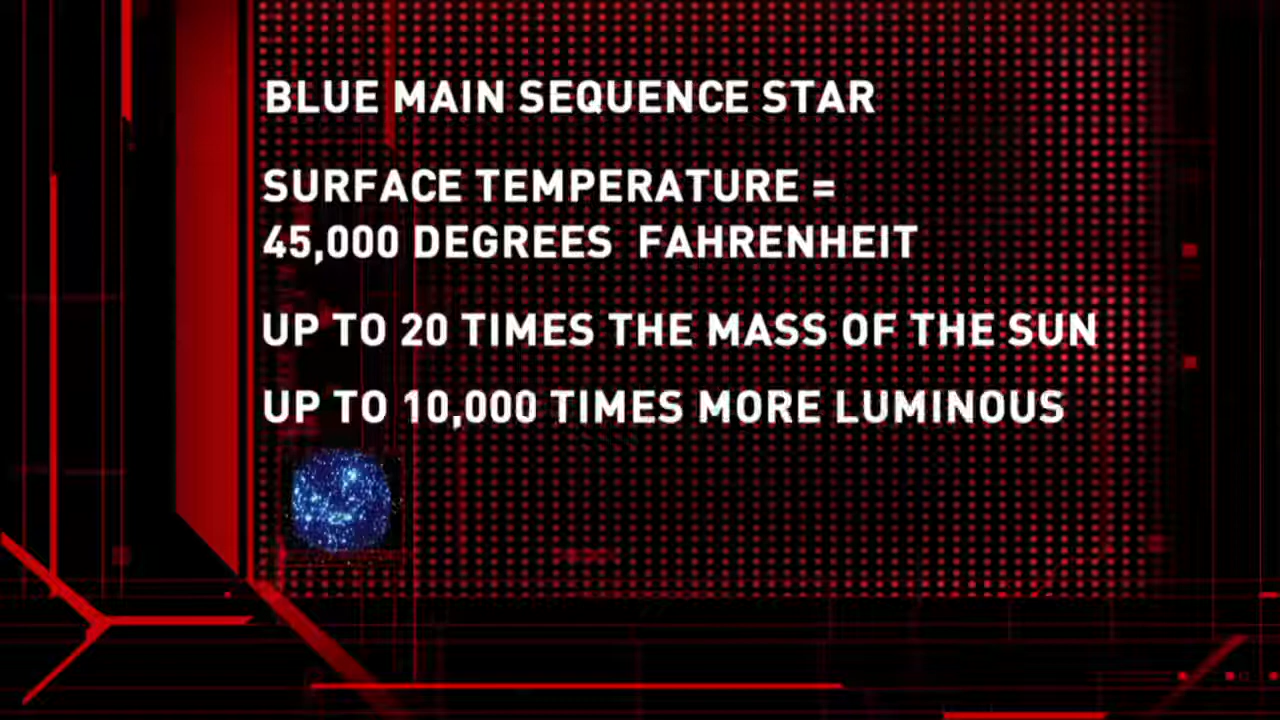 BLUE MAIN SEQUENCE STAR
SURFACE TEMPERATURE =
45,000 DEGREES FAHRENHEIT
UP TO 20 TIMES THE MASS OF THE SUN
UP TO 10,000 TIMES MORE LUMINOUS